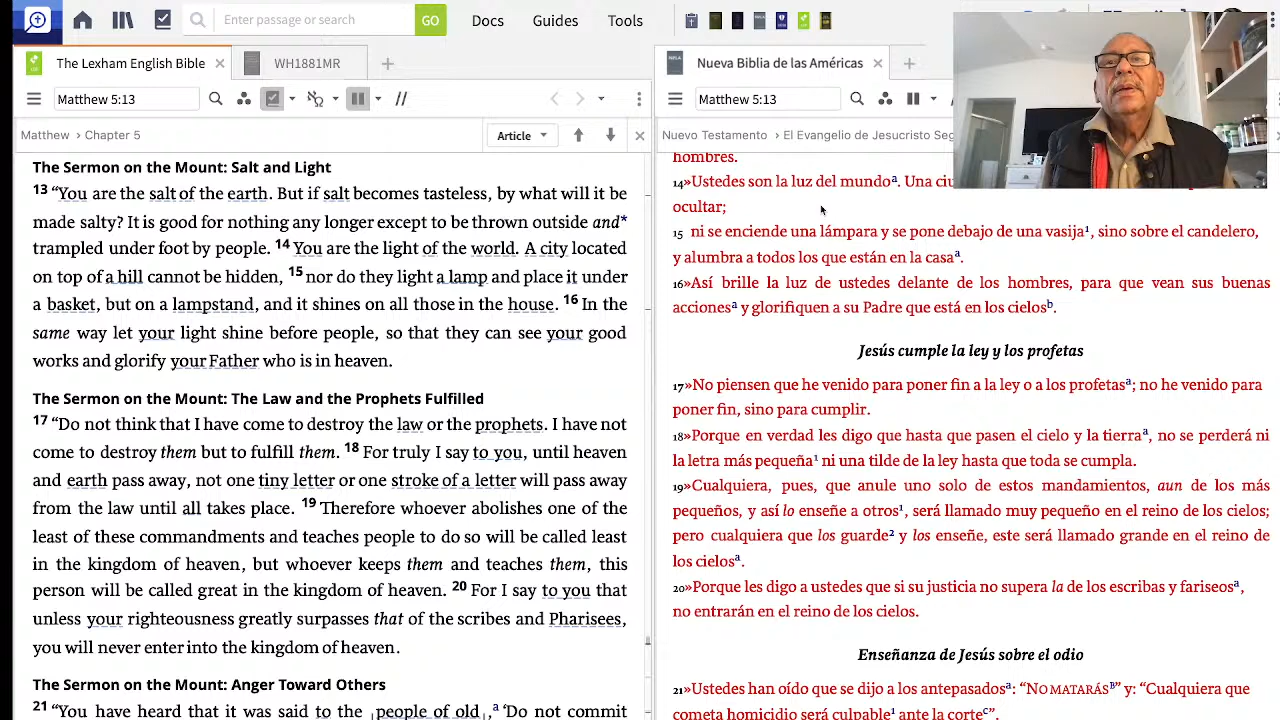 Enter passage or search
GO
Docs
Guides
Tools
The Lexham English Bible
WH1881MR
Matthew 5:13
Matthew > Chapter 5
Article
The Sermon on the Mount: Salt and Light
13 “You are the salt of the earth. But if salt becomes tasteless, by what will it be
made salty? It is good for nothing any longer except to be thrown outside and*
trampled under foot by people. 14 You are the light of the world. A city located
on top of a hill cannot be hidden, 15 nor do they light a lamp and place it under
a basket, but on a lampstand, and it shines on all those in the house. 16 In the
same way let your light shine before people, so that they can see your good
works and glorify your Father who is in heaven.
The Sermon on the Mount: The Law and the Prophets Fulfilled
17 “Do not think that I have come to destroy the law or the prophets. I have not
come to destroy them but to fulfill them. 18 For truly I say to you, until heaven
and earth pass away, not one tiny letter or one stroke of a letter will pass away
from the law until all takes place. 19 Therefore whoever abolishes one of the
least of these commandments and teaches people to do so will be called least
in the kingdom of heaven, but whoever keeps them and teaches them, this
person will be called great in the kingdom of heaven. 20 For I say to you that
unless your righteousness greatly surpasses that of the scribes and Pharisees,
you will never enter into the kingdom of heaven.
The Sermon on the Mount: Anger Toward Others
21 “You have heard that it was said to the people of old,a ‘Do not commit
Nueva Biblia de las Américas
Matthew 5:13
Nuevo Testamento > El Evangelio de Jesucristo Seg
hombres.
14»Ustedes son la luz del mundoa. Una ciu
ocultar;
15 ni se enciende una lámpara y se pone debajo de una vasija1, sino sobre el candelero,
y alumbra a todos los que están en la casaa.
16»Así brille la luz de ustedes delante de los hombres, para que vean sus buenas
accionesa y glorifiquen a su Padre que está en los cielosb.
Jesús cumple la ley y los profetas
17»No piensen que he venido para poner fin a la ley o a los profetasa; no he venido para
poner fin, sino para cumplir.
18»Porque en verdad les digo que hasta que pasen el cielo y la tierraa, no se perderá ni
la letra más pequeña1 ni una tilde de la ley hasta que toda se cumpla.
19»Cualquiera, pues, que anule uno solo de estos mandamientos, aun de los más
pequeños, y así lo enseñe a otros1, será llamado muy pequeño en el reino de los cielos;
pero cualquiera que los guarde2 y los enseñe, este será llamado grande en el reino de
los cielosa.
20»Porque les digo a ustedes que si su justicia no supera la de los escribas y fariseosa,
no entrarán en el reino de los cielos.
Enseñanza de Jesús sobre el odio
21»Ustedes han oído que se dijo a los antepasadosa: “NO MATARÁSB” y: “Cualquiera que
cometa homicidio será culpable1 ante la cortec”.